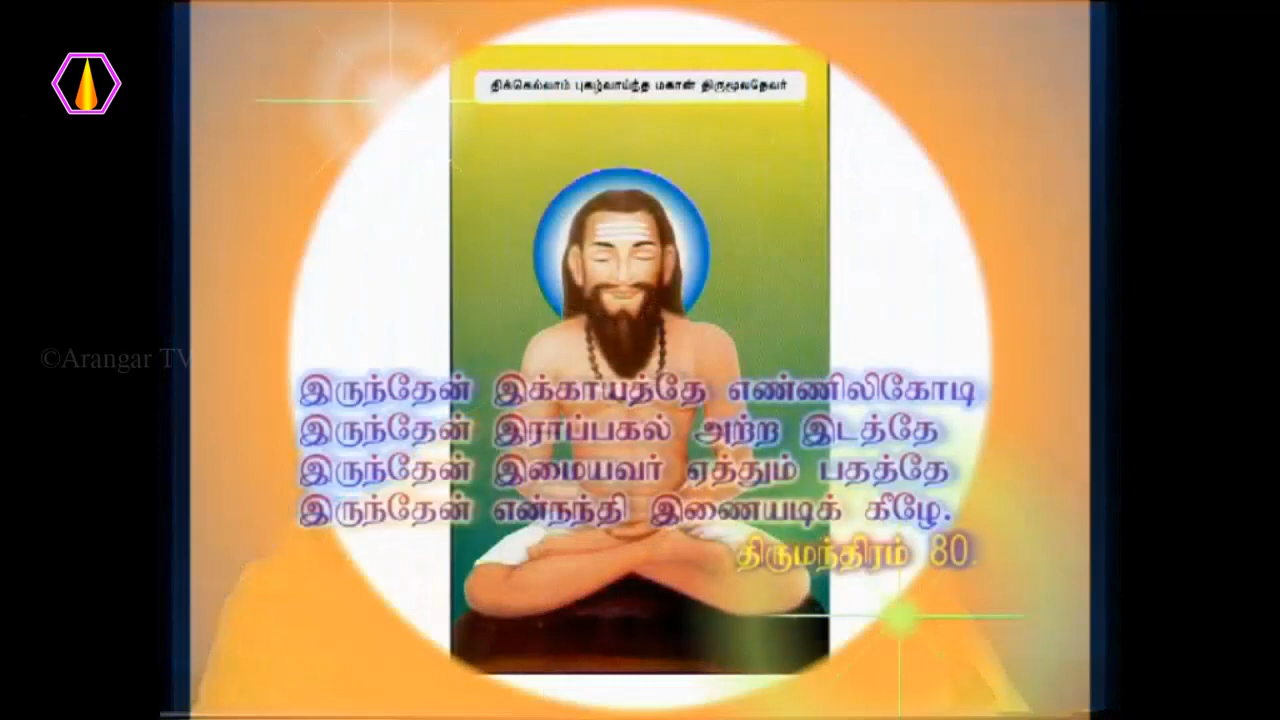 திக்கெல்லாம் புகழ்வாய்ந்த மகான் திருமூலதேவர்
©Arangar TV
இருந்தேன் இக்காயத்தே எண்ணிலிகோடி
இருந்தேன் இராப்பகல் அற்ற இடத்தே
இருந்தேன் இமையவர் ஏத்தும் பதத்தே
இருந்தேன் என்நந்தி இணையடிக் கீழே.
திருமந்திரம் 80.